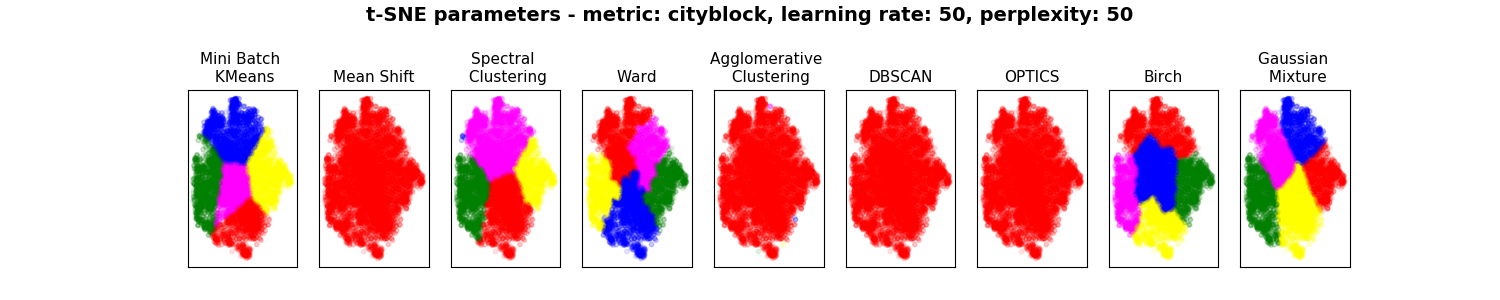 t-SNE parameters - metric: cityblock, learning rate: 50, perplexity: 50
Mini Batch
KMeans
Mean Shift
Spectral
Clustering
Ward
Agglomerative
Clustering
DBSCAN
OPTICS
Birch
Gaussian
Mixture